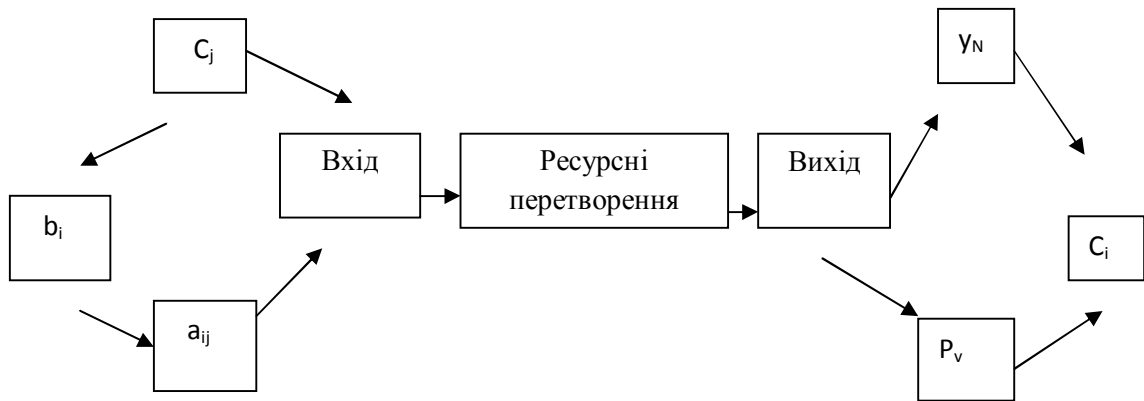 Cj
yN
Вхід
Ресурсні
перетворення
Вихід
bi
Ci
aij
Pv